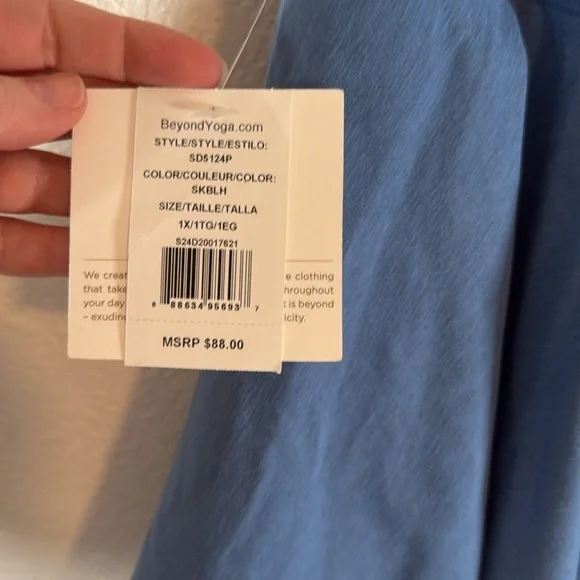 BeyondYoga.com
STYLE/STYLE/ESTILO:
SD5124P
COLOR/COULEUR/COLOR:
SKBLH
SIZE/TAILLE/TALLA
1X/1TG/1EG
S24D20017621
8 88634 95693 7
MSRP $88.00
We creat e clothing
that take hroughout
your day t is beyond
– exudin icity.